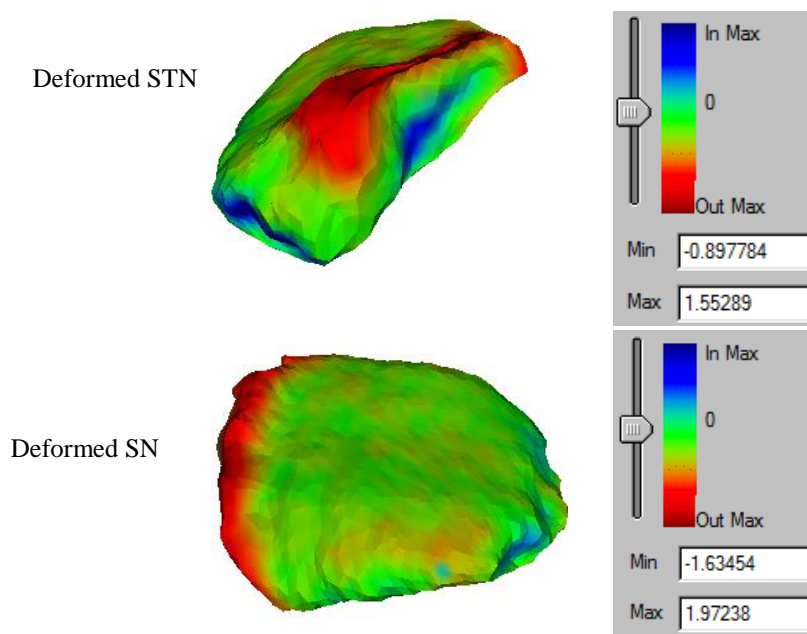 Deformed STN
In Max
0
Out Max
Min -0.897784
Max 1.55289
Deformed SN
In Max
0
Out Max
Min -1.63454
Max 1.97238